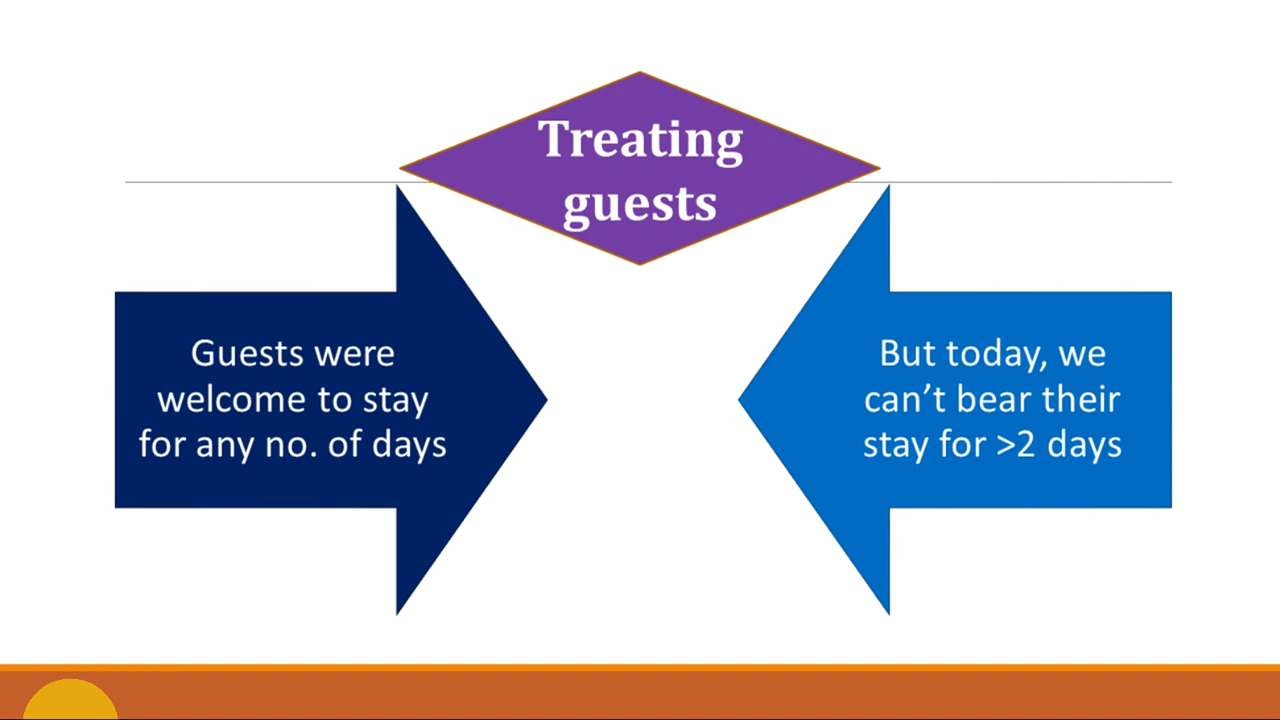 Treating
guests
Guests were
welcome to stay
for any no. of days
But today, we
can’t bear their
stay for >2 days